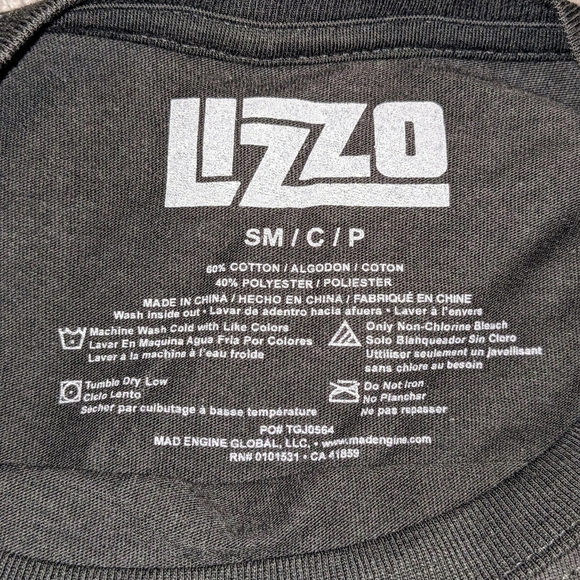 LIZZO
SM / C / P
60% COTTON / ALGODON / COTON
40% POLYESTER / POLIESTER
MADE IN CHINA / HECHO EN CHINA / FABRIQUÉ EN CHINE
Wash inside out • Lavar de adentro hacia afuera • Laver à l'envers
Machine Wash Cold with Like Colors
Lavar En Maquina Agua Fria Por Colores
Laver à la machine à l'eau froide
Only Non-Chlorine Bleach
Solo Blahqueador Sin Cloro
Uttiliser seulement un javellisant
sans chlore au besoin
Tumble Dry Low
Ciclo Lento
Sécher par culbutage à basse température
Do Not Iron
No Planchar
Ne pas repasser
PO# TGJ0564
MAD ENGINE GLOBAL, LLC. • www.madengine.com
RN# 0101531 • CA 41859